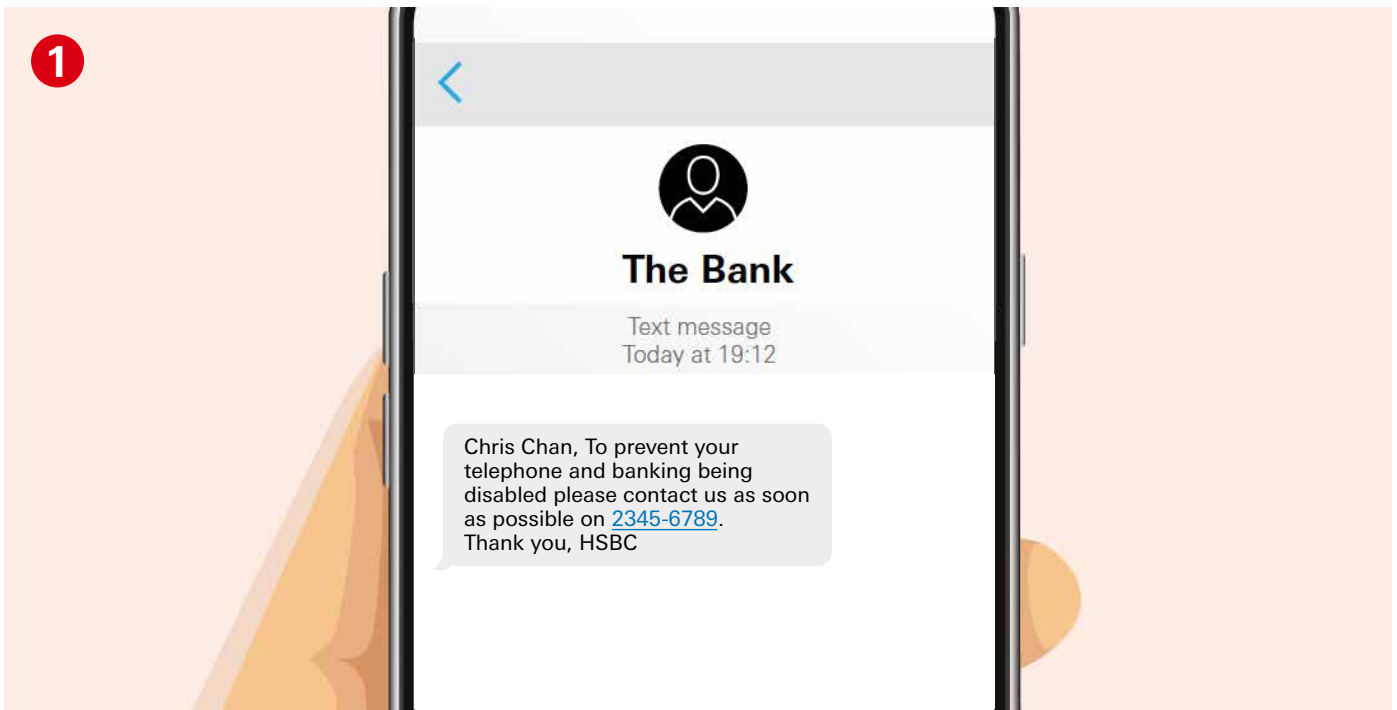 1
The Bank
Text message
Today at 19:12
Chris Chan, To prevent your
telephone and banking being
disabled please contact us as soon
as possible on 2345-6789.
Thank you, HSBC